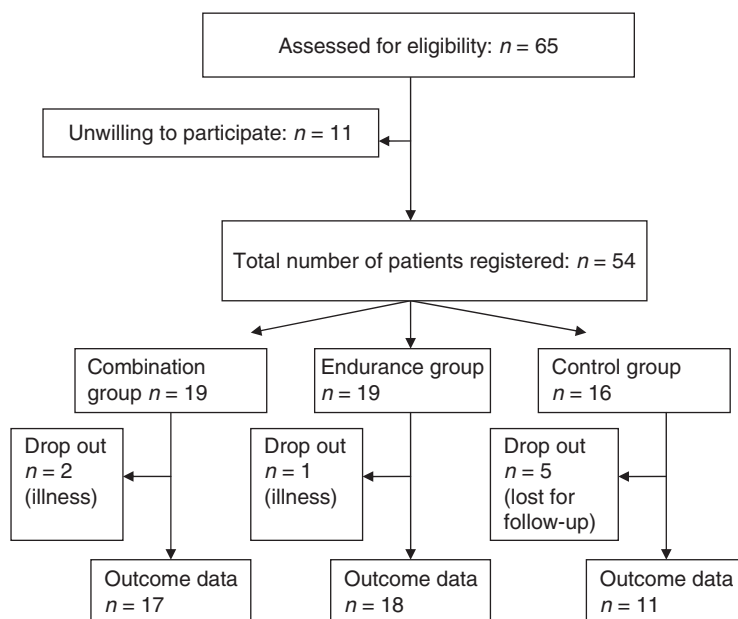 Assessed for eligibility: n = 65
Unwilling to participate: n = 11
Total number of patients registered: n = 54
Combination
group n = 19
Endurance group
n = 19
Control group
n = 16
Drop out
n = 2
(illness)
Drop out
n = 1
(illness)
Drop out
n = 5
(lost for
follow-up)
Outcome data
n = 17
Outcome data
n = 18
Outcome data
n = 11